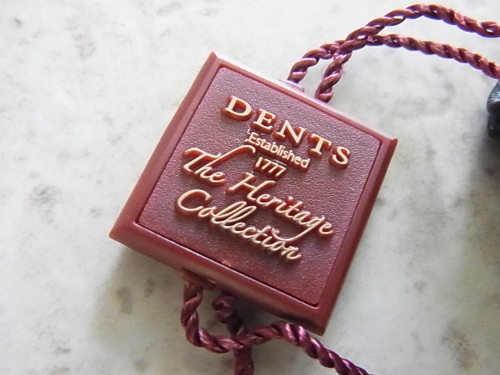 DENTS
Established
1777
The Heritage
Collection